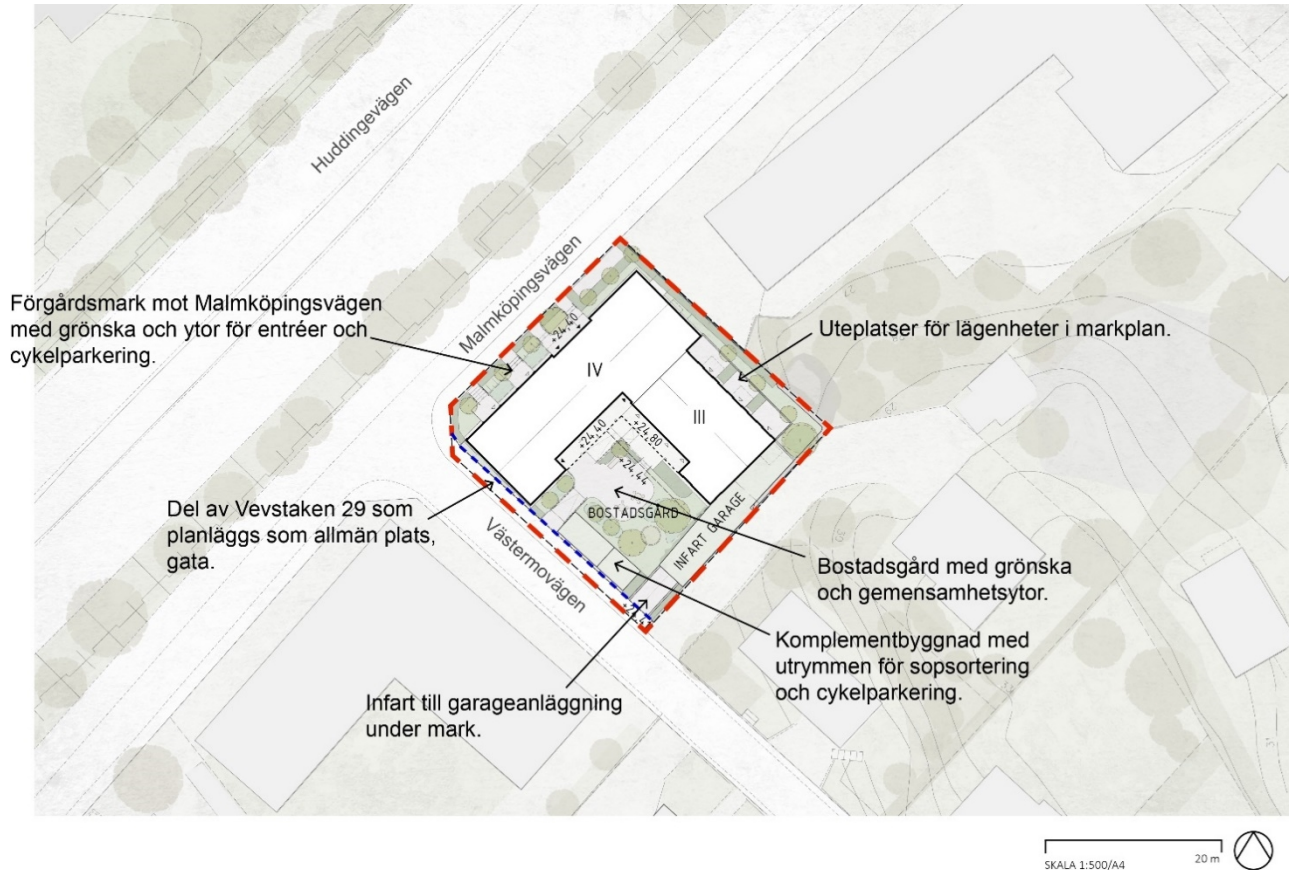 Huddingevägen
Malmköpingsvägen
Förgårdsmark mot Malmköpingsvägen
med grönska och ytor för entréer och
cykelparkering.
+24,40
IV
Uteplatser för lägenheter i markplan.
III
+24,40
+24,80
+24,44
BOSTADSGÅRD
INFART GARAGE
Del av Vevstaken 29 som
planläggs som allmän plats,
gata.
Västermovägen
Bostadsgård med grönska
och gemensamhetsytor.
Komplementbyggnad med
utrymmen för sopsortering
och cykelparkering.
Infart till garageanläggning
under mark.
SKALA 1:500/A4
20 m